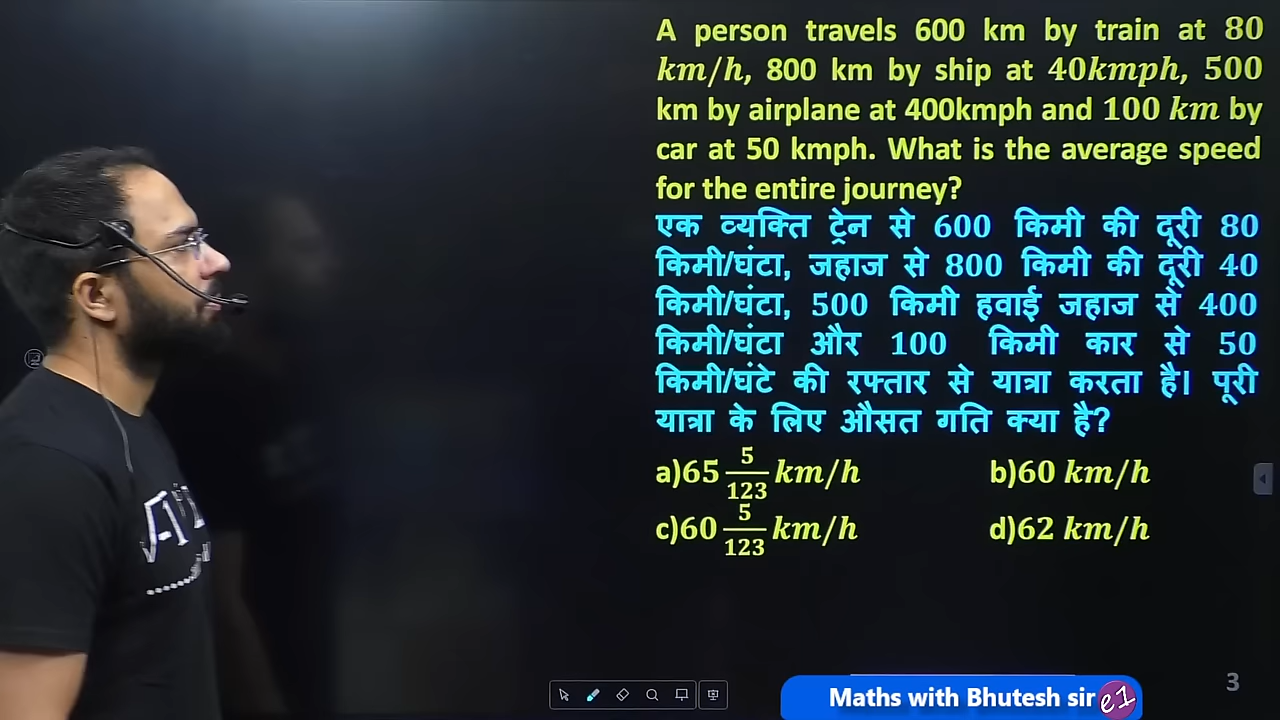 A person travels 600 km by train at 80
km/h, 800 km by ship at 40kmph, 500
km by airplane at 400kmph and 100 km by
car at 50 kmph. What is the average speed
for the entire journey?
एक व्यक्ति ट्रेन से 600 किमी की दूरी 80
किमी/घंटा, जहाज से 800 किमी की दूरी 40
किमी/घंटा, 500 किमी हवाई जहाज से 400
किमी/घंटा और 100 किमी कार से 50
किमी/घंटे की रफ्तार से यात्रा करता है। पूरी
यात्रा के लिए औसत गति क्या है?
a)65 5/123 km/h b)60 km/h
c)60 5/123 km/h d)62 km/h
3
Maths with Bhutesh sir e1